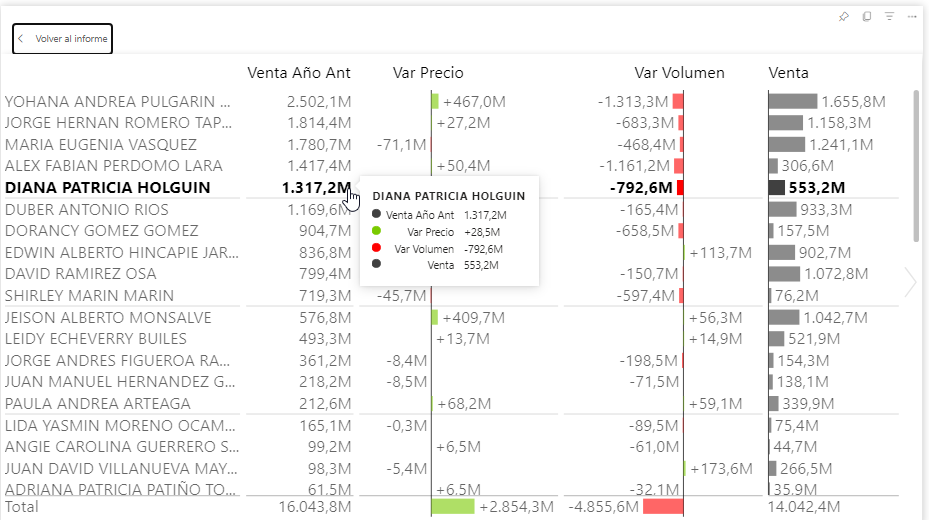 Volver al informe
Venta Año Ant Var Precio Var Volumen Venta
YOHANA ANDREA PULGARIN ... 2.502,1M +467,0M -1.313,3M 1.655,8M
JORGE HERNAN ROMERO TAP... 1.814,4M +27,2M -683,3M 1.158,3M
MARIA EUGENIA VASQUEZ 1.780,7M -71,1M -468,4M 1.241,1M
ALEX FABIAN PERDOMO LARA 1.417,4M +50,4M -1.161,2M 306,6M
DIANA PATRICIA HOLGUIN 1.317,2M -792,6M 553,2M
DUBER ANTONIO RIOS 1.169,6M -165,4M 933,3M
DORANCY GOMEZ GOMEZ 904,7M -658,5M 157,5M
EDWIN ALBERTO HINCAPIE JAR... 836,8M +113,7M 902,7M
DAVID RAMIREZ OSA 799,4M -150,7M 1.072,8M
SHIRLEY MARIN MARIN 719,3M -45,7M -597,4M 76,2M
JEISON ALBERTO MONSALVE 576,8M +409,7M +56,3M 1.042,7M
LEIDY ECHEVERRY BUILES 493,3M +13,7M +14,9M 521,9M
JORGE ANDRES FIGUEROA RA... 361,2M -8,4M -198,5M 154,3M
JUAN MANUEL HERNANDEZ G... 218,2M -8,5M -71,5M 138,1M
PAULA ANDREA ARTEAGA 212,6M +68,2M +59,1M 339,9M
LIDA YASMIN MORENO OCAM... 165,1M -0,3M -89,5M 75,4M
ANGIE CAROLINA GUERRERO S... 99,2M +6,5M -61,0M 44,7M
JUAN DAVID VILLANUEVA MAY... 98,3M -5,4M +173,6M 266,5M
ADRIANA PATRICIA PATIÑO TO... 61,5M +6,5M -32,1M 35,9M
Total 16.043,8M +2.854,3M -4.855,6M 14.042,4M
DIANA PATRICIA HOLGUIN
Venta Año Ant 1.317,2M
Var Precio +28,5M
Var Volumen -792,6M
Venta 553,2M